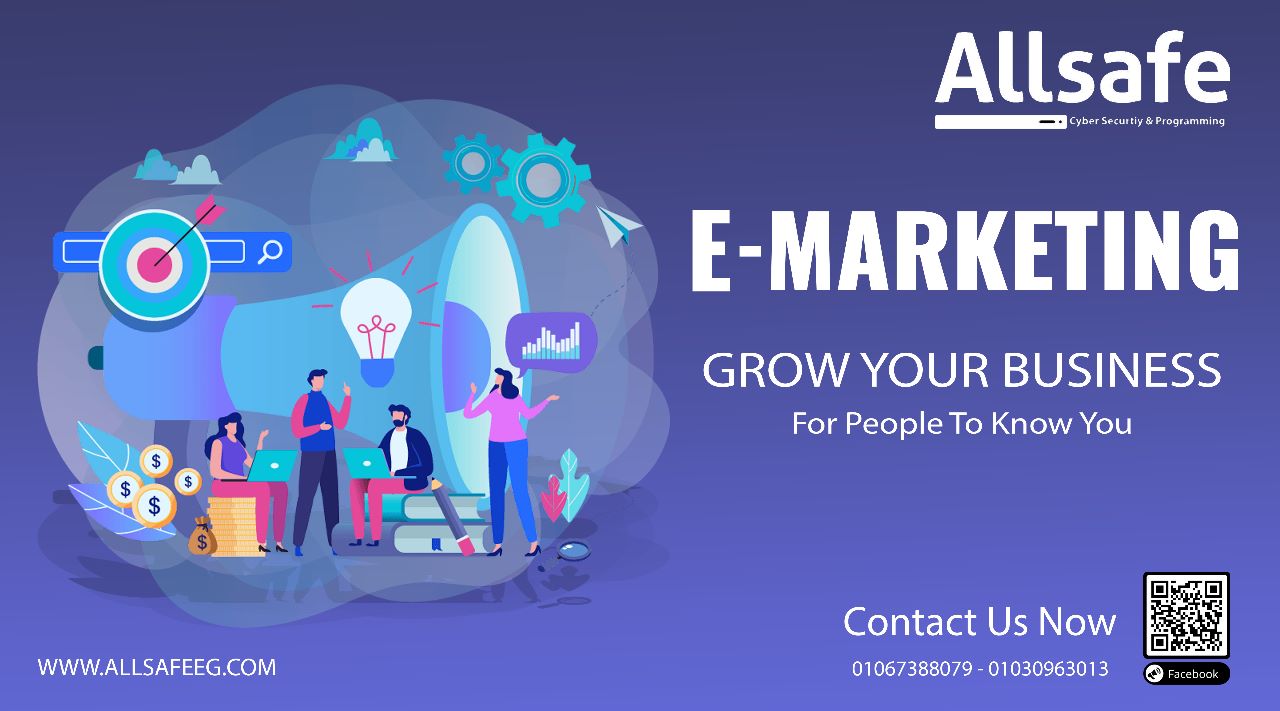 Allsafe
Cyber Securtiy & Programming
E-MARKETING
GROW YOUR BUSINESS
For People To Know You
$
$
$
$
$
Contact Us Now
01067388079 - 01030963013
Facebook
WWW.ALLSAFEEG.COM